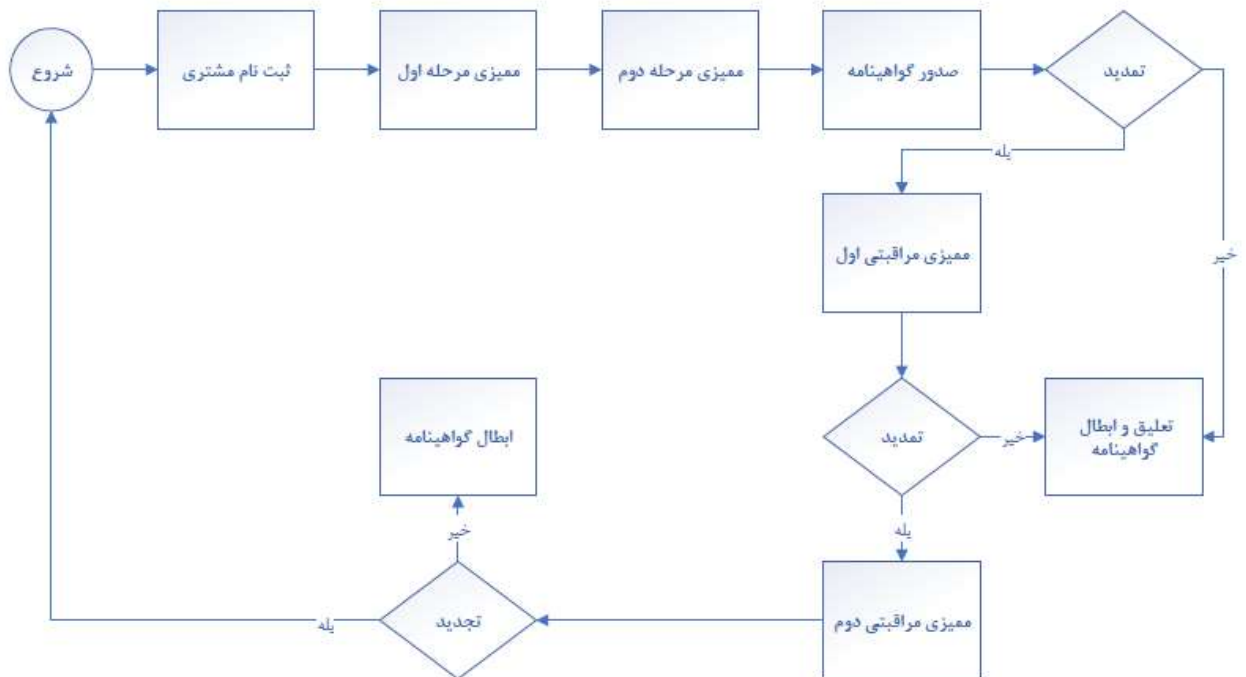 شروع
ثبت نام مشتری
ممیزی مرحله اول
ممیزی مرحله دوم
صدور گواهینامه
تمدید
بله
خیر
ممیزی مراقبتی اول
تمدید
خیر
تعلیق و ابطال
گواهینامه
بله
ممیزی مراقبتی دوم
تجدید
خیر
ابطال گواهینامه
بله